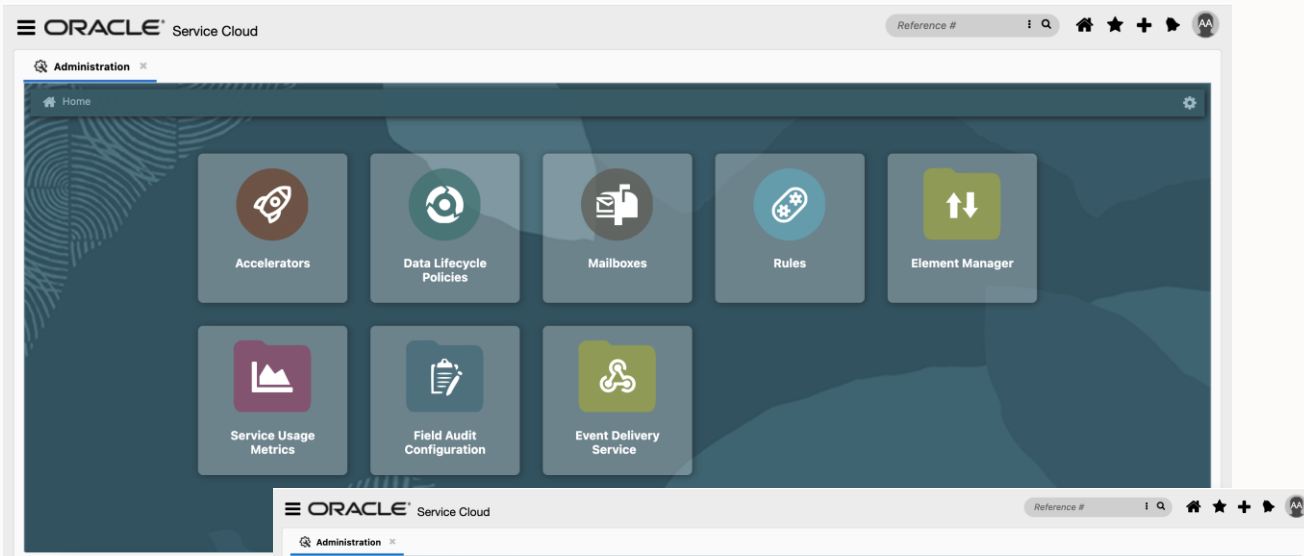 ORACLE Service Cloud
Reference #
AA
Administration
Home
Accelerators
Data Lifecycle
Policies
Mailboxes
Rules
Element Manager
Service Usage
Metrics
Field Audit
Configuration
Event Delivery
Service
ORACLE Service Cloud
Reference #
AA
Administration